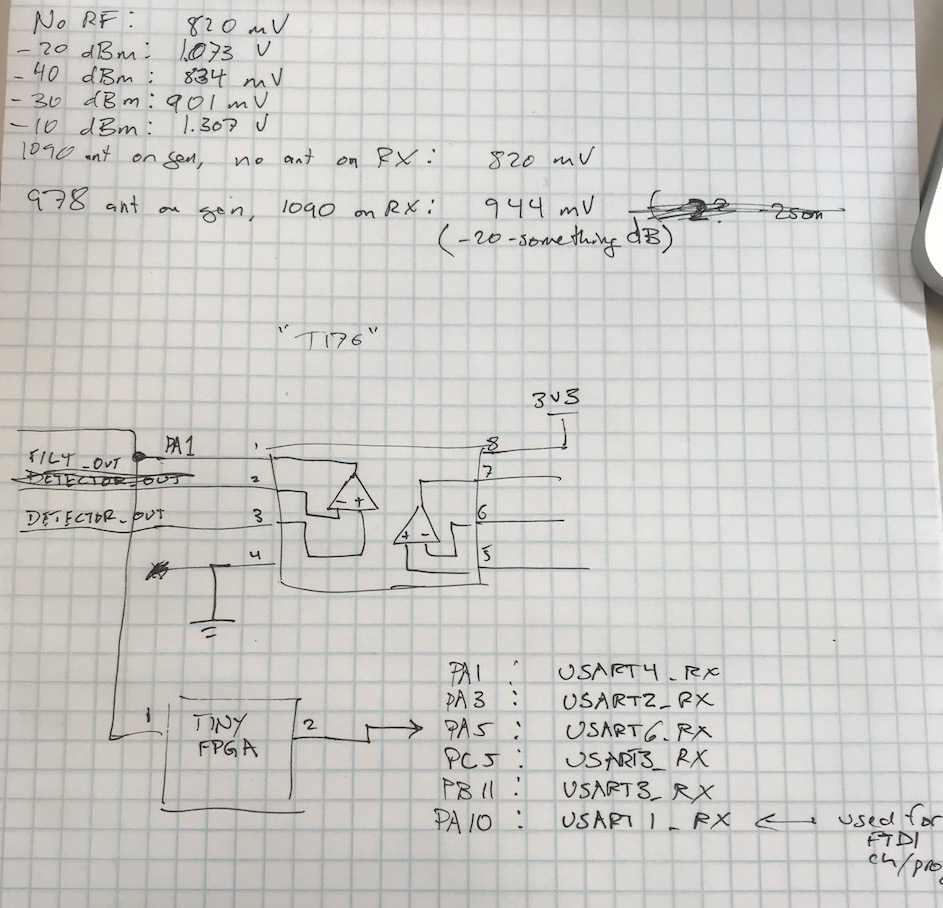 No RF: 820 mV
-20 dBm: 1.073 V
-40 dBm: 834 mV
-30 dBm: 901 mV
-10 dBm: 1.307 V
1090 ant on gen, no ant on RX: 820 mV
978 ant on gen, 1090 on RX: 944 mV
(-20-something dB)
"T176"
3V3
PA1 1 8
FILT_OUT
DETECTOR_OUT 2 7
- +
DETECTOR_OUT 3 6
+ -
4 5
PA1 : USART4_RX
PA3 : USART2_RX
1 TINY 2 PA5 : USART6_RX
FPGA
PC5 : USART3_RX
PB11 : USART3_RX
PA10 : USART1_RX ← used for
FTDI
ch/pro